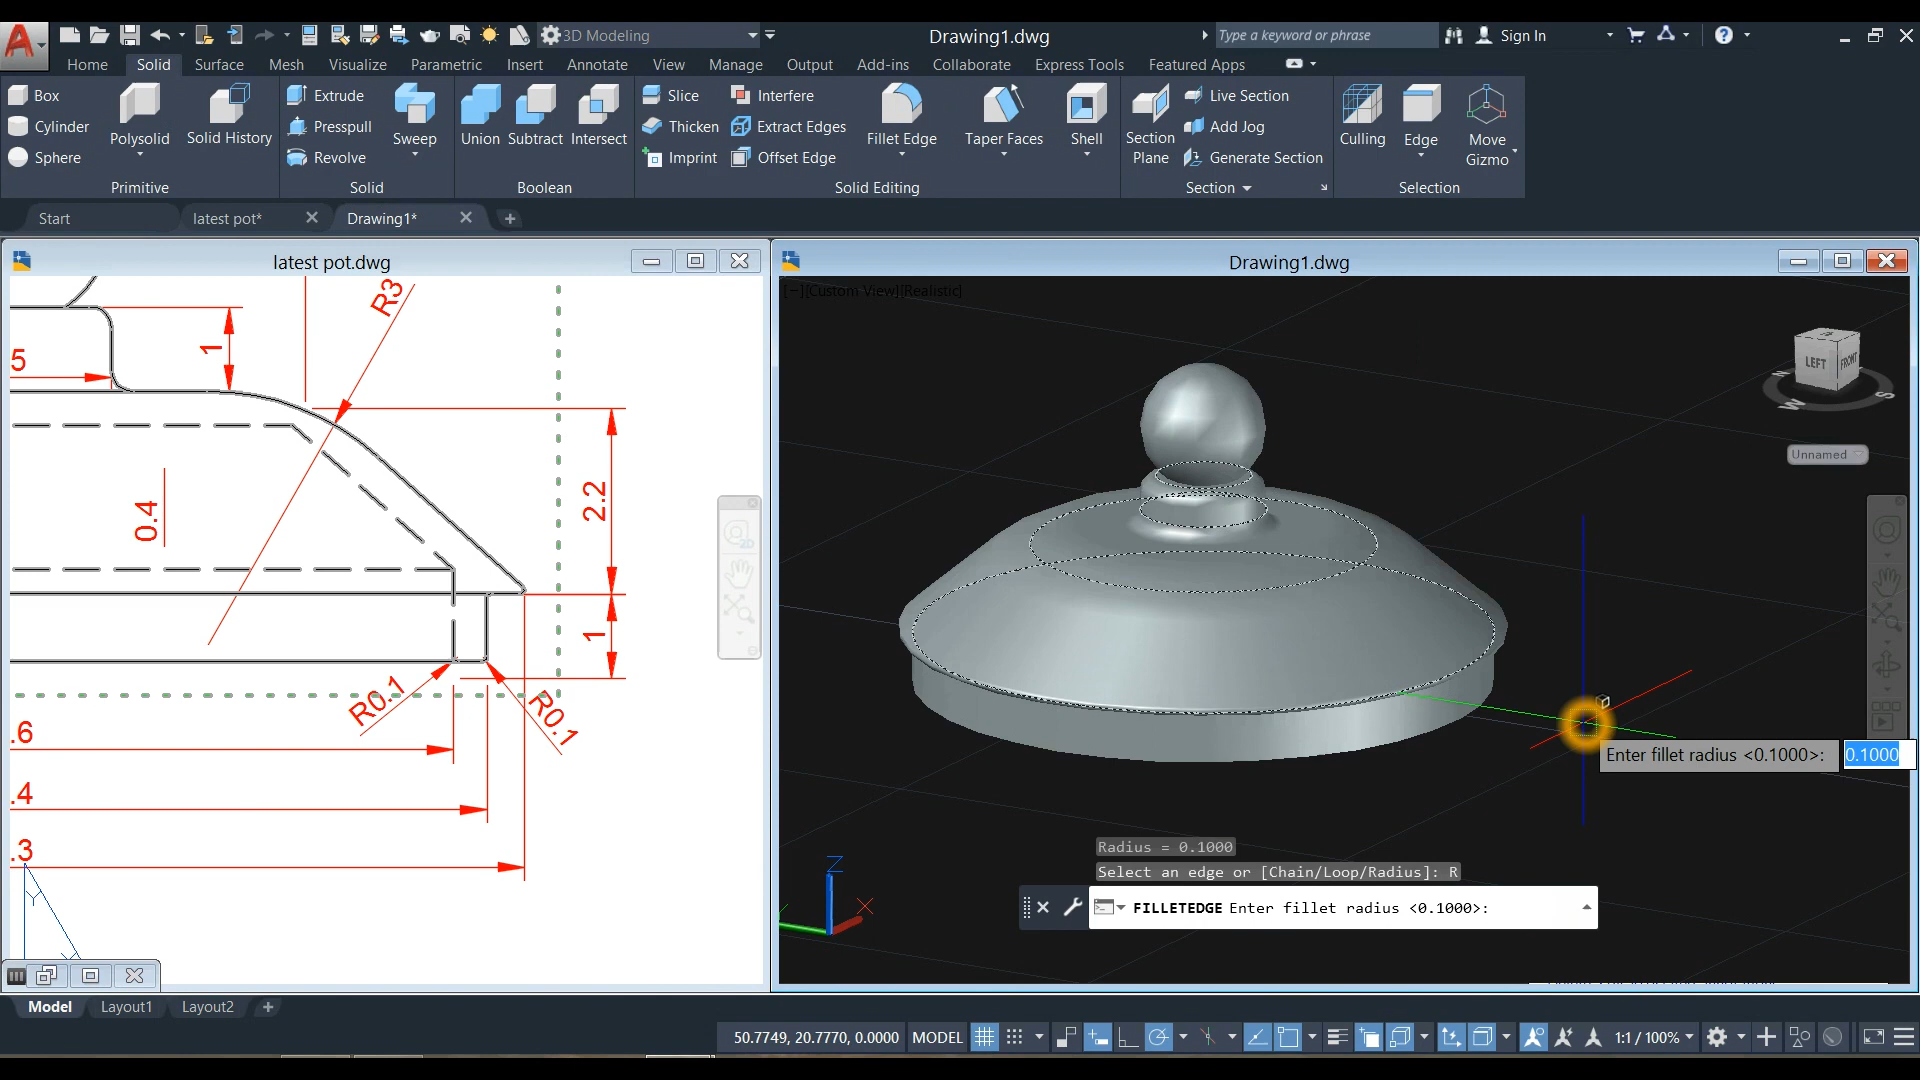 3D Modeling
Drawing1.dwg
Type a keyword or phrase
Sign In
Home Solid Surface Mesh Visualize Parametric Insert Annotate View Manage Output Add-ins Collaborate Express Tools Featured Apps
Box
Cylinder
Sphere
Polysolid
Solid History
Primitive
Extrude
Presspull
Revolve
Sweep
Solid
Union
Subtract
Intersect
Boolean
Slice
Thicken
Imprint
Interfere
Extract Edges
Offset Edge
Fillet Edge
Taper Faces
Shell
Solid Editing
Section
Plane
Live Section
Add Jog
Generate Section
Section
Culling
Edge
Move
Gizmo
Selection
Start
latest pot*
Drawing1*
latest pot.dwg
R3
1
5
2.2
0.4
1
R0.1
R0.1
.6
.4
.3
Y
2D
Drawing1.dwg
[−][Custom View][Realistic]
LEFT
FRONT
W
S
Unnamed
Enter fillet radius <0.1000>: 0.1000
Radius = 0.1000
Select an edge or [Chain/Loop/Radius]: R
FILLETEDGE Enter fillet radius <0.1000>:
Z
X
Model
Layout1
Layout2
50.7749, 20.7770, 0.0000
MODEL
1:1 / 100%